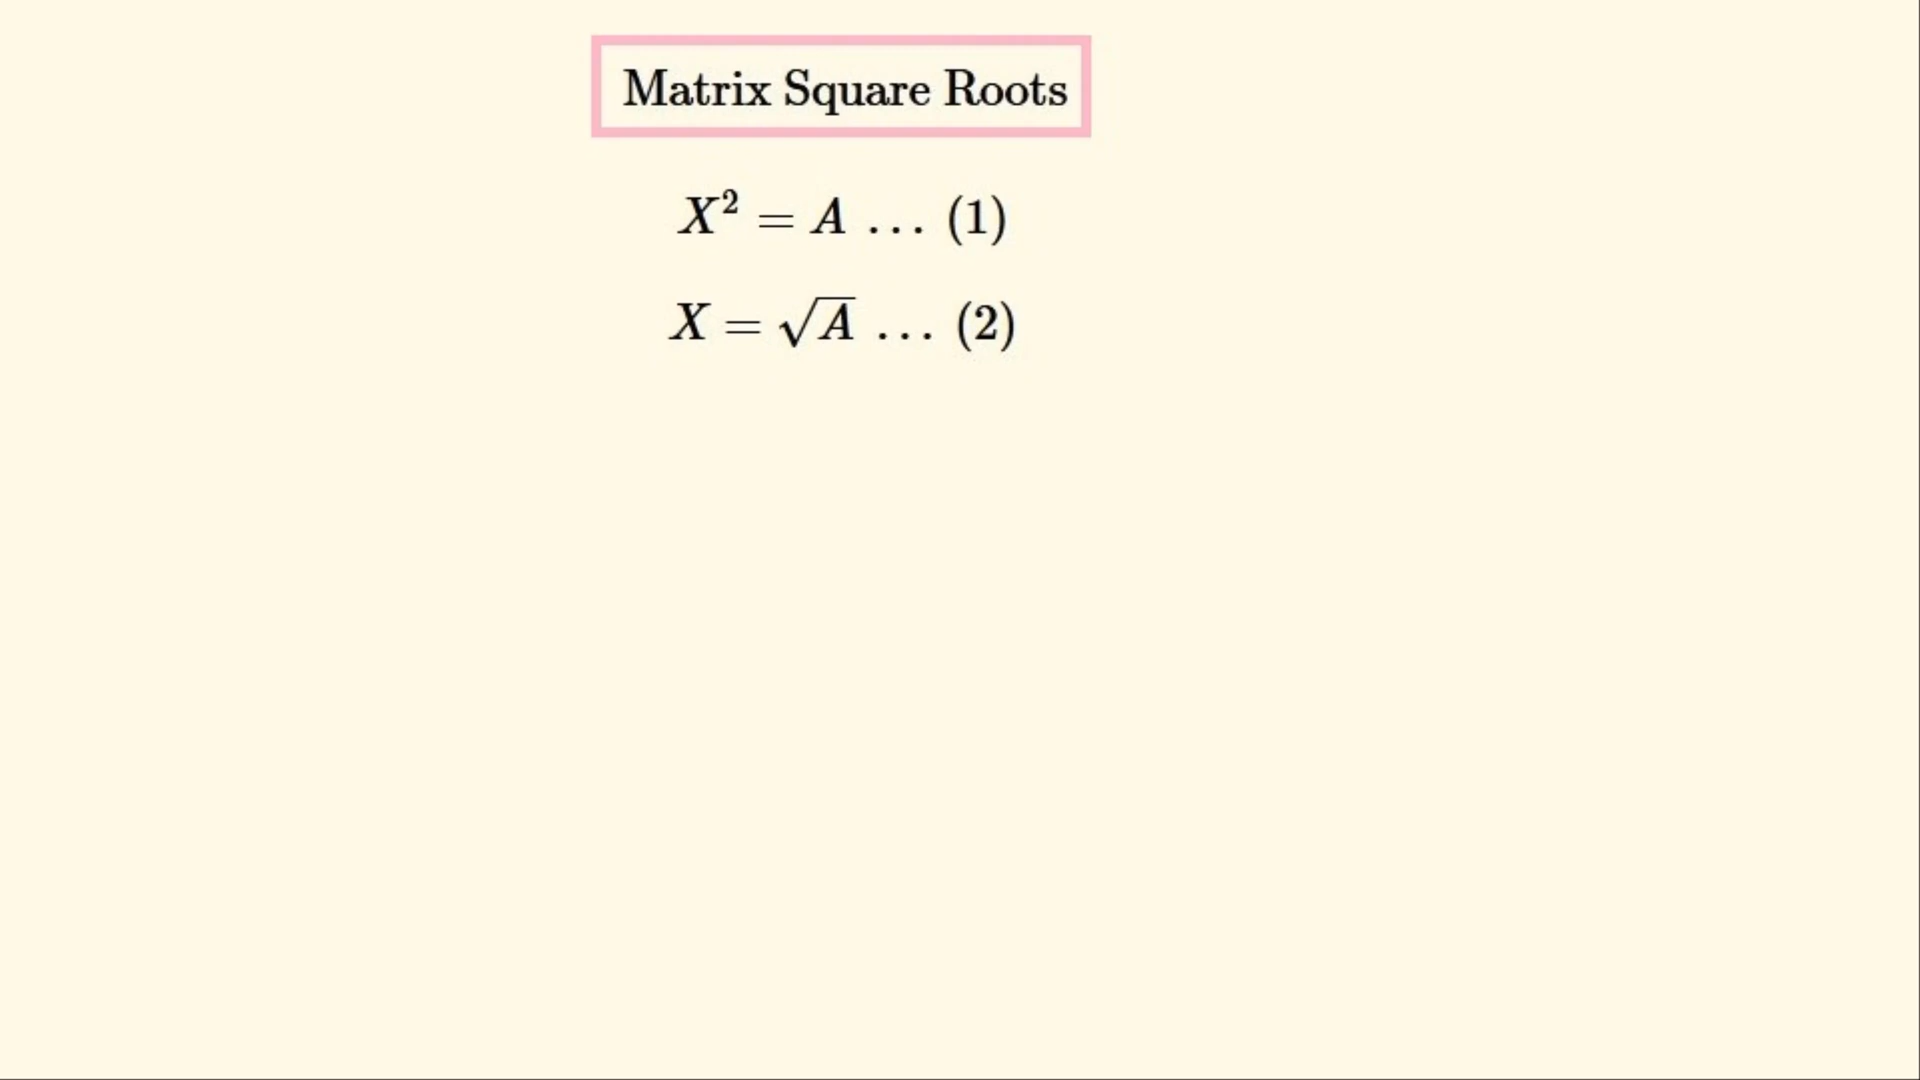 Matrix Square Roots
X² = A … (1)
X = √A … (2)